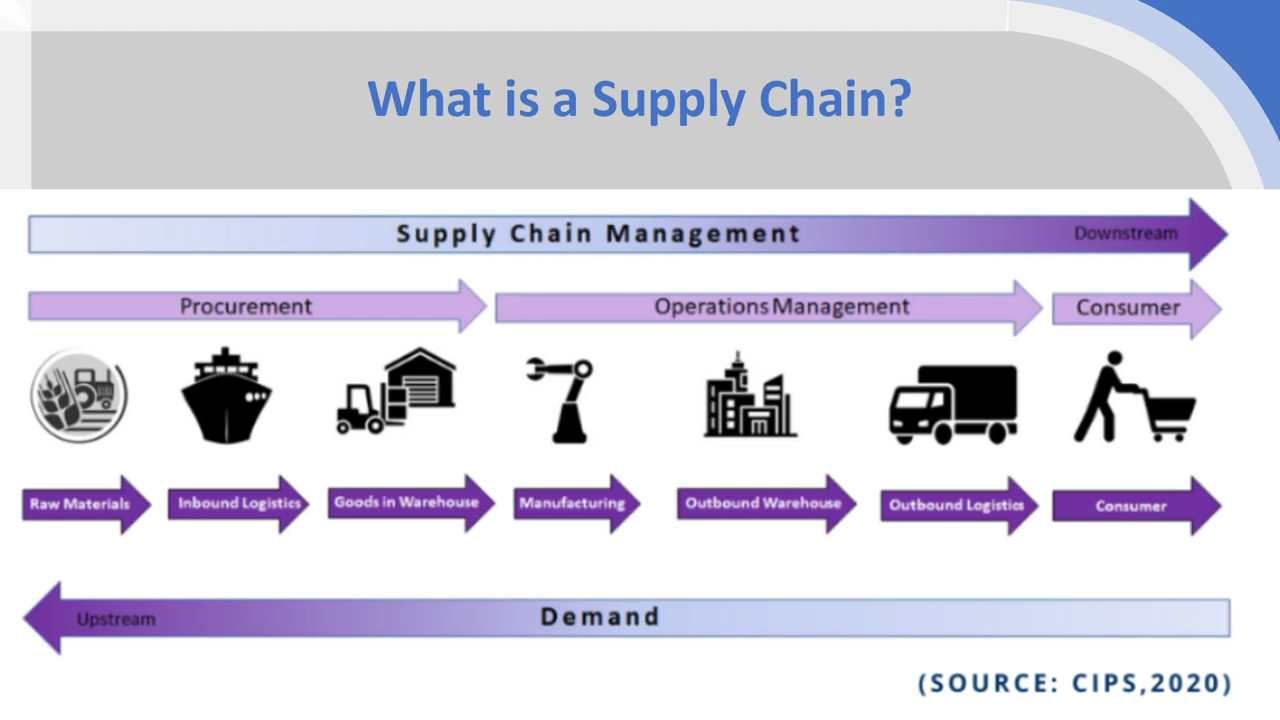 What is a Supply Chain?
Supply Chain Management
Downstream
Procurement
Operations Management
Consumer
Raw Materials
Inbound Logistics
Goods in Warehouse
Manufacturing
Outbound Warehouse
Outbound Logistics
Consumer
Upstream
Demand
(SOURCE: CIPS,2020)